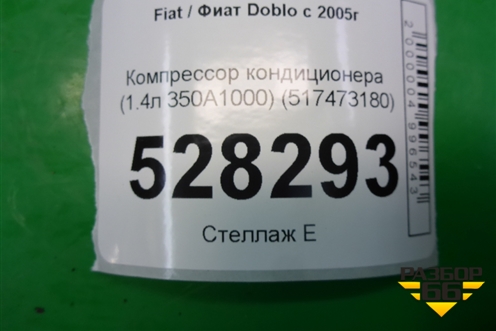 Fiat / Фиат Doblo с 2005г
Компрессор кондиционера
(1.4л 350A1000) (517473180)
528293
Стеллаж E
2000004996543
РАЗБОР
66